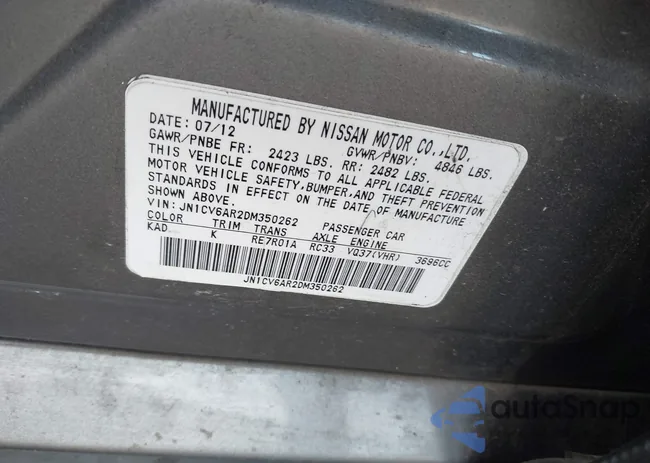 MANUFACTURED BY NISSAN MOTOR CO.,LTD.
DATE: 07/12 GVWR/PNBV: 4846 LBS.
GAWR/PNBE FR: 2423 LBS. RR: 2482 LBS.
THIS VEHICLE CONFORMS TO ALL APPLICABLE FEDERAL
MOTOR VEHICLE SAFETY, BUMPER, AND THEFT PREVENTION
STANDARDS IN EFFECT ON THE DATE OF MANUFACTURE
SHOWN ABOVE.
VIN: JN1CV6AR2DM350262 PASSENGER CAR
COLOR TRIM TRANS AXLE ENGINE
KAD K RE7R01A RC33 VQ37(VHR) 3696CC
JN1CV6AR2DM350262
autoSnap